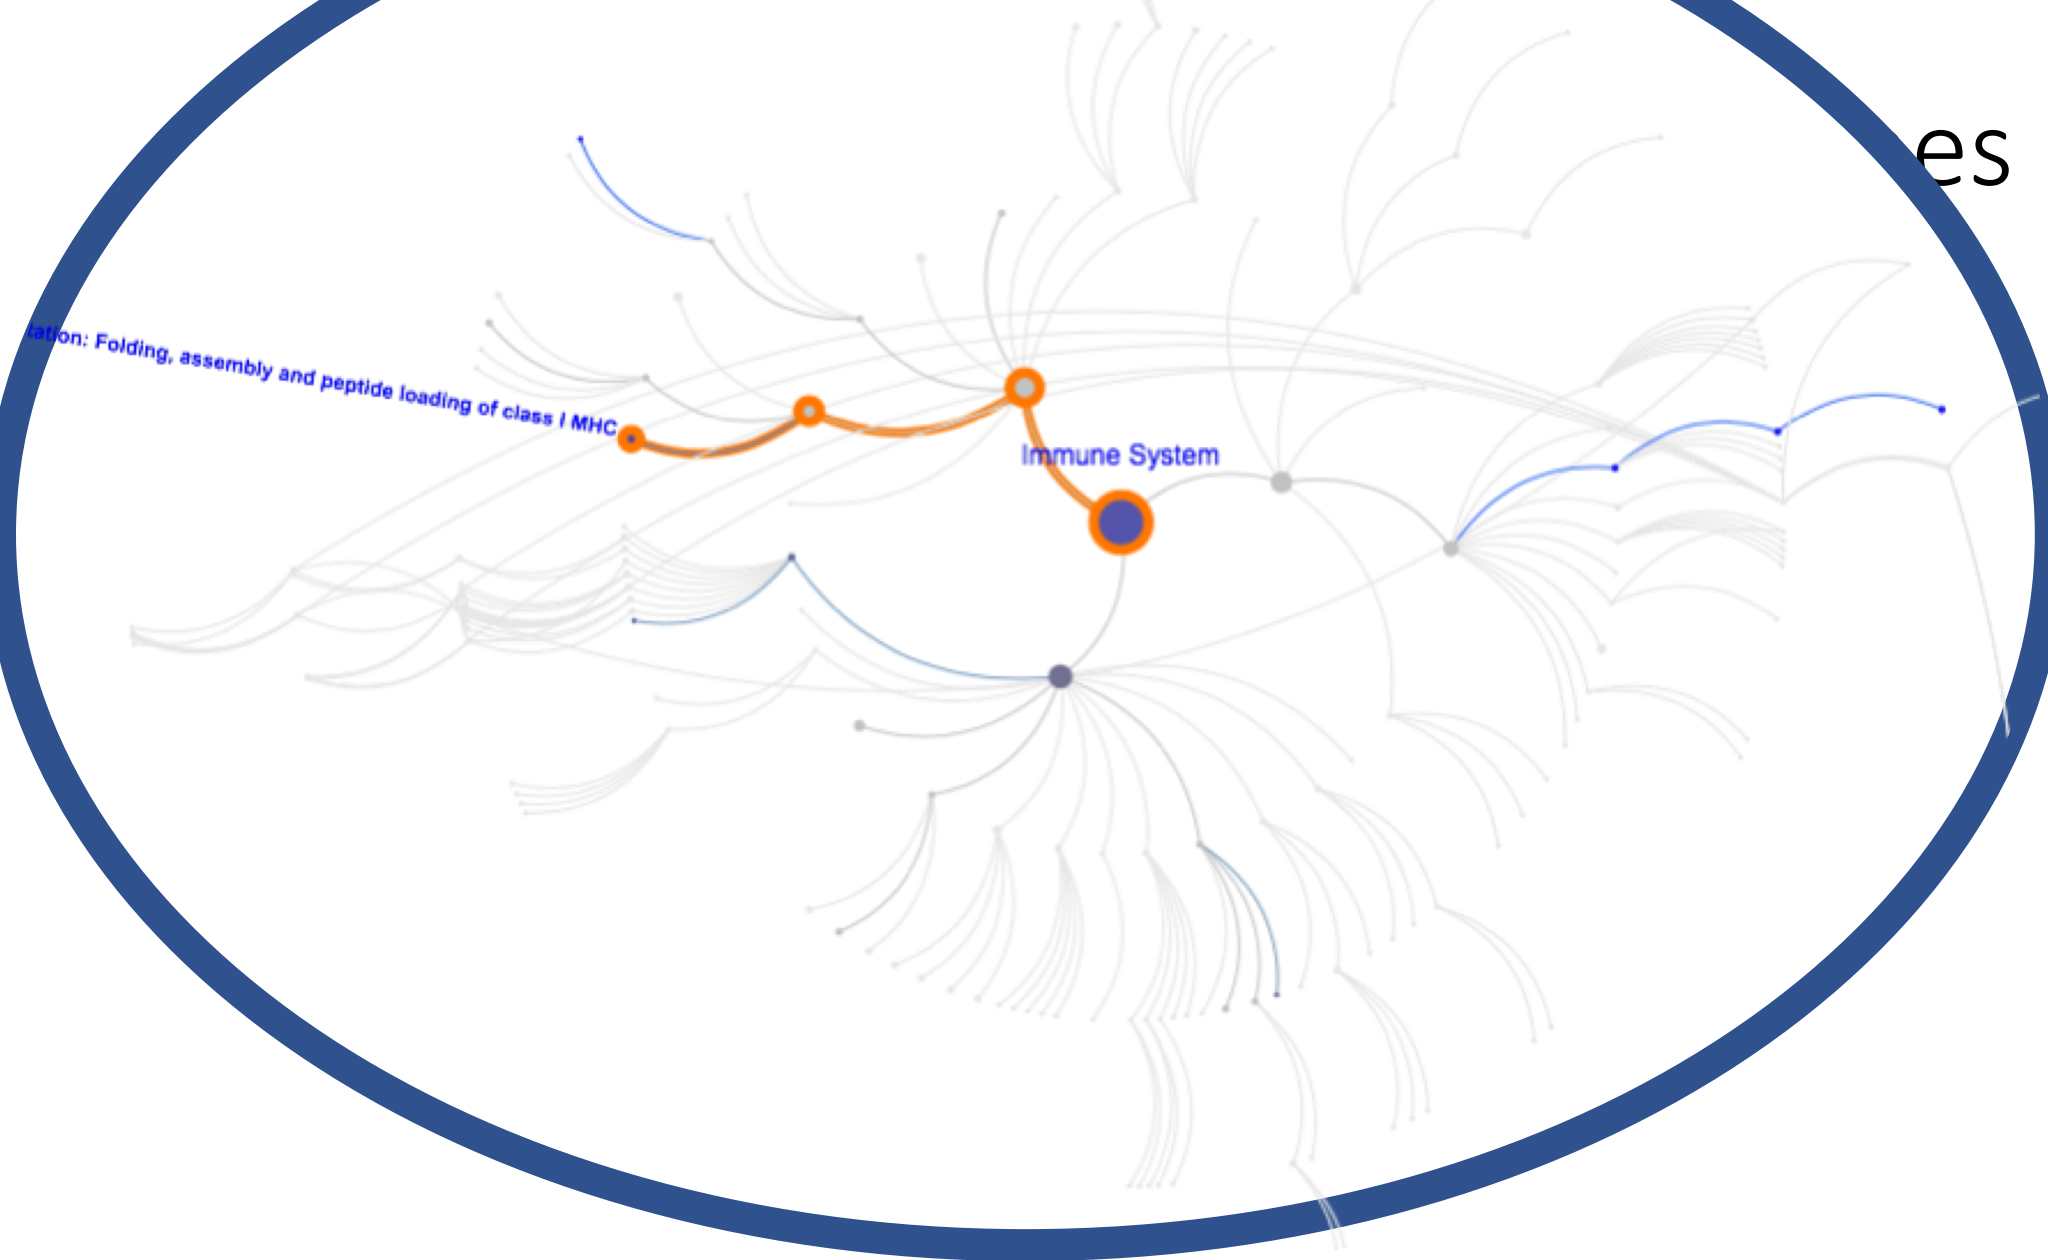 es
tation: Folding, assembly and peptide loading of class I MHC
Immune System